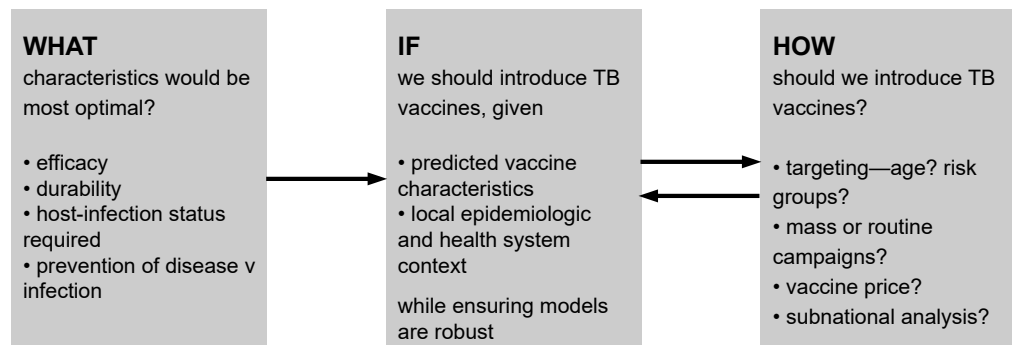 WHAT
characteristics would be
most optimal?
• efficacy
• durability
• host-infection status
required
• prevention of disease v
infection
IF
we should introduce TB
vaccines, given
• predicted vaccine
characteristics
• local epidemiologic
and health system
context
while ensuring models
are robust
HOW
should we introduce TB
vaccines?
• targeting—age? risk
groups?
• mass or routine
campaigns?
• vaccine price?
• subnational analysis?